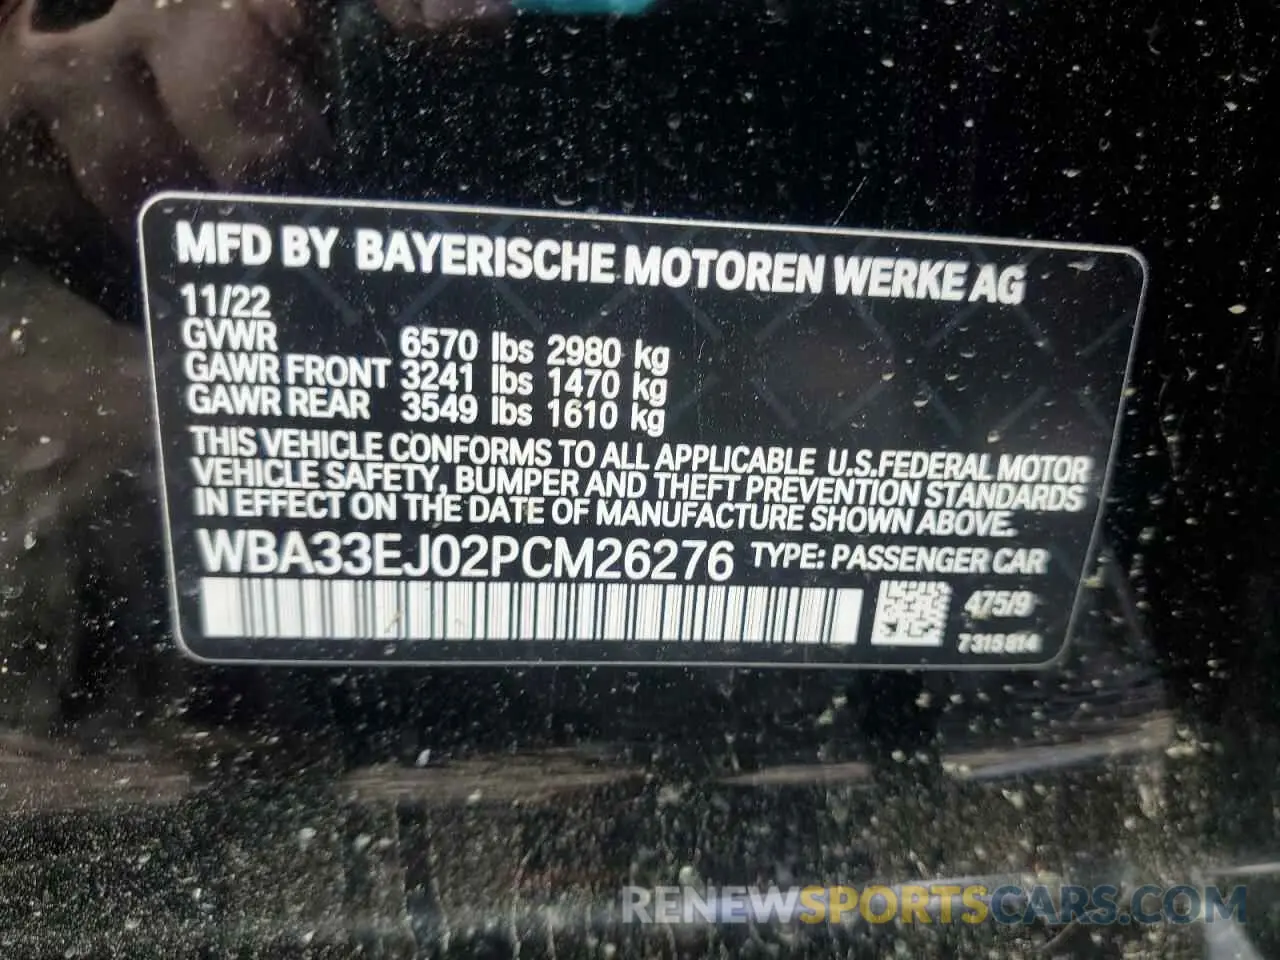 MFD BY BAYERISCHE MOTOREN WERKE AG
11/22
GVWR 6570 lbs 2980 kg
GAWR FRONT 3241 lbs 1470 kg
GAWR REAR 3549 lbs 1610 kg
THIS VEHICLE CONFORMS TO ALL APPLICABLE U.S.FEDERAL MOTOR
VEHICLE SAFETY, BUMPER AND THEFT PREVENTION STANDARDS
IN EFFECT ON THE DATE OF MANUFACTURE SHOWN ABOVE.
WBA33EJ02PCM26276 TYPE: PASSENGER CAR
475/9
7315814
RENEWSPORTSCARS.COM